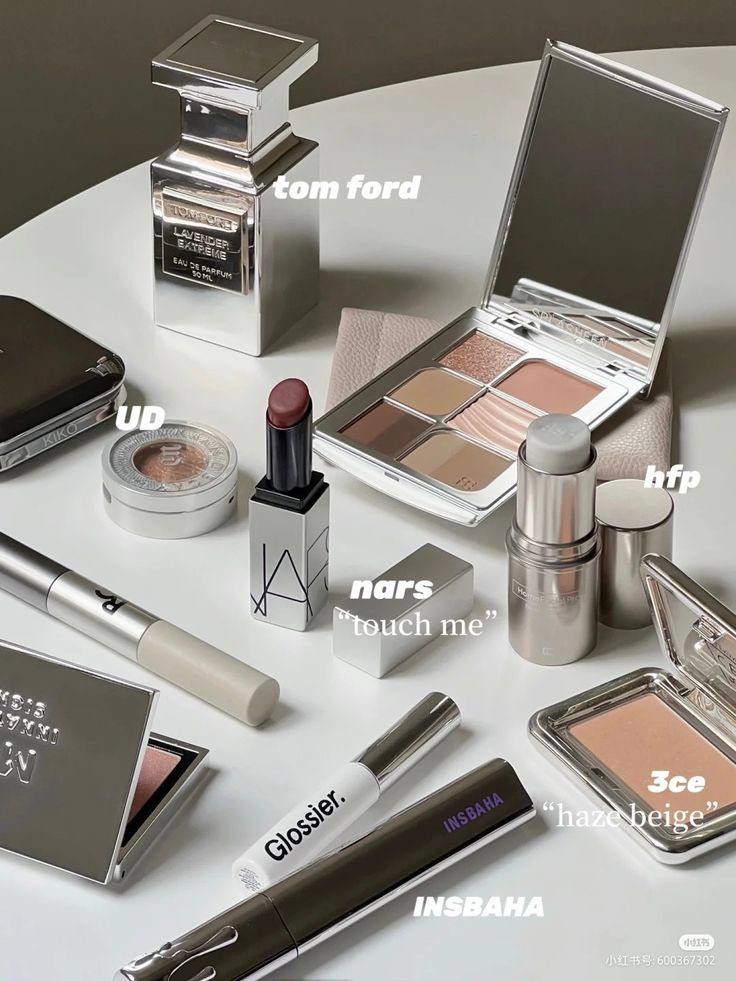 tom ford
TOM FORD
LAVENDER
EXTRÊME
EAU DE PARFUM
50 ML
KIKO
UD
hfp
nars
"touch me"
Glossier.
INSBAHA
3ce
"haze beige"
INSBAHA
小红书
小红书号:600367302